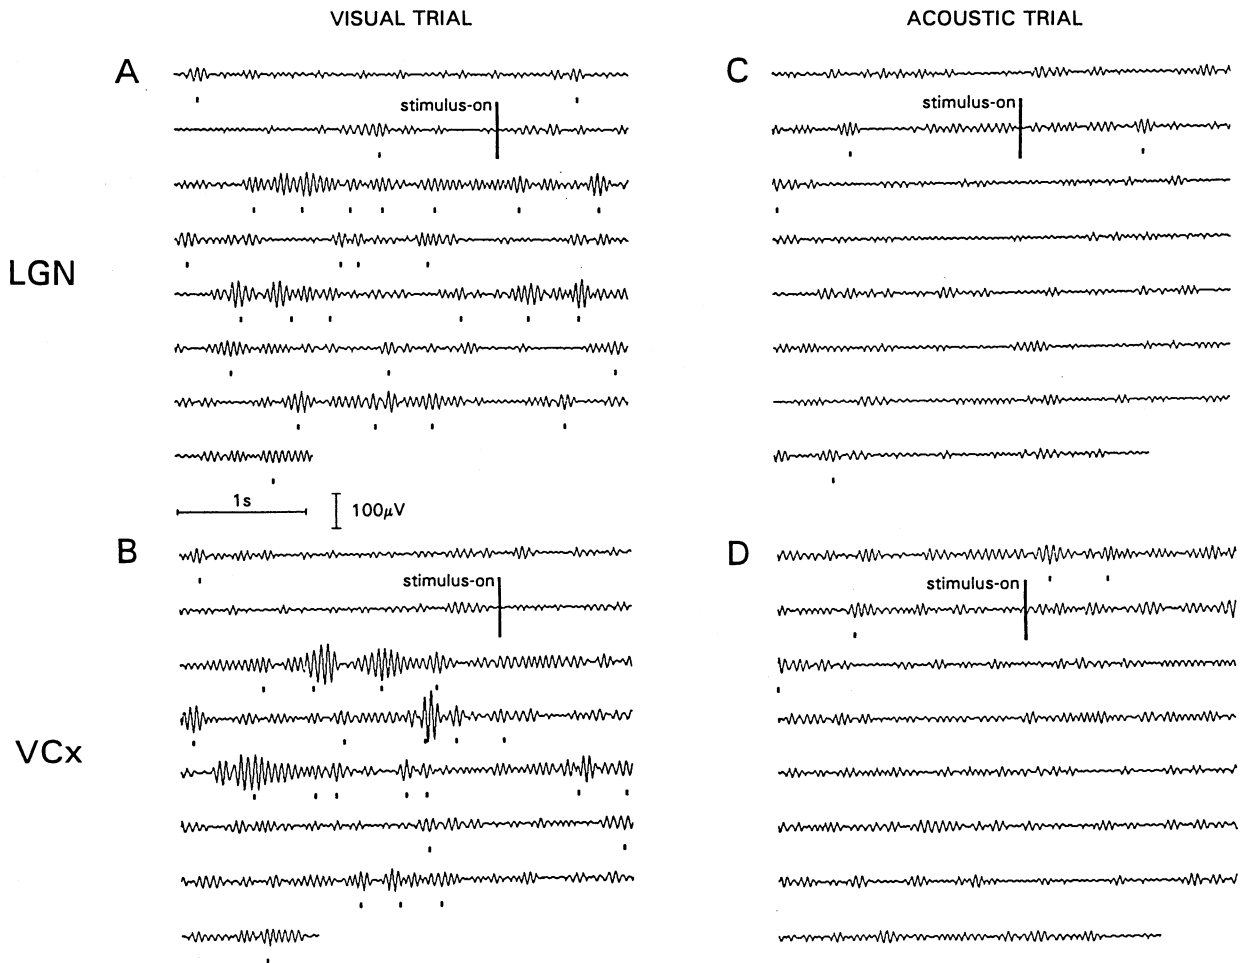 VISUAL TRIAL
ACOUSTIC TRIAL
A
C
stimulus-on
stimulus-on
LGN
1s
100µV
B
D
stimulus-on
stimulus-on
VCx